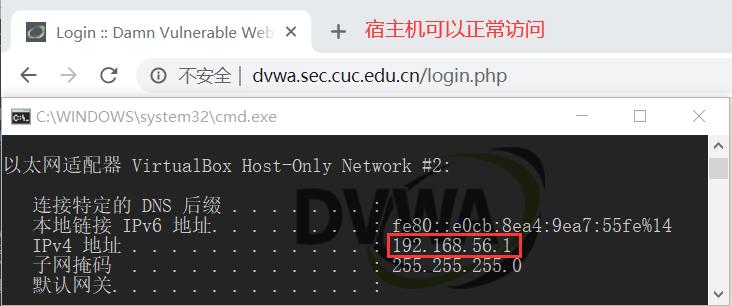 Login :: Damn Vulnerable Web
宿主机可以正常访问
不安全 | dvwa.sec.cuc.edu.cn/login.php
C:\WINDOWS\system32\cmd.exe
以太网适配器 VirtualBox Host-Only Network #2:
连接特定的 DNS 后缀 . . . . . . . :
本地链接 IPv6 地址. . . . . . . . : fe80::e0cb:8ea4:9ea7:55fe%14
IPv4 地址 . . . . . . . . . . . . : 192.168.56.1
子网掩码 . . . . . . . . . . . . : 255.255.255.0
默认网关. . . . . . . . . . . . . :
DVWA